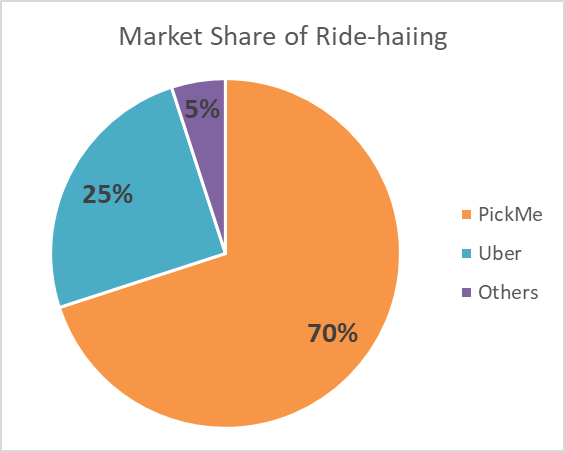 Market Share of Ride-haiing
5%
25%
70%
PickMe
Uber
Others